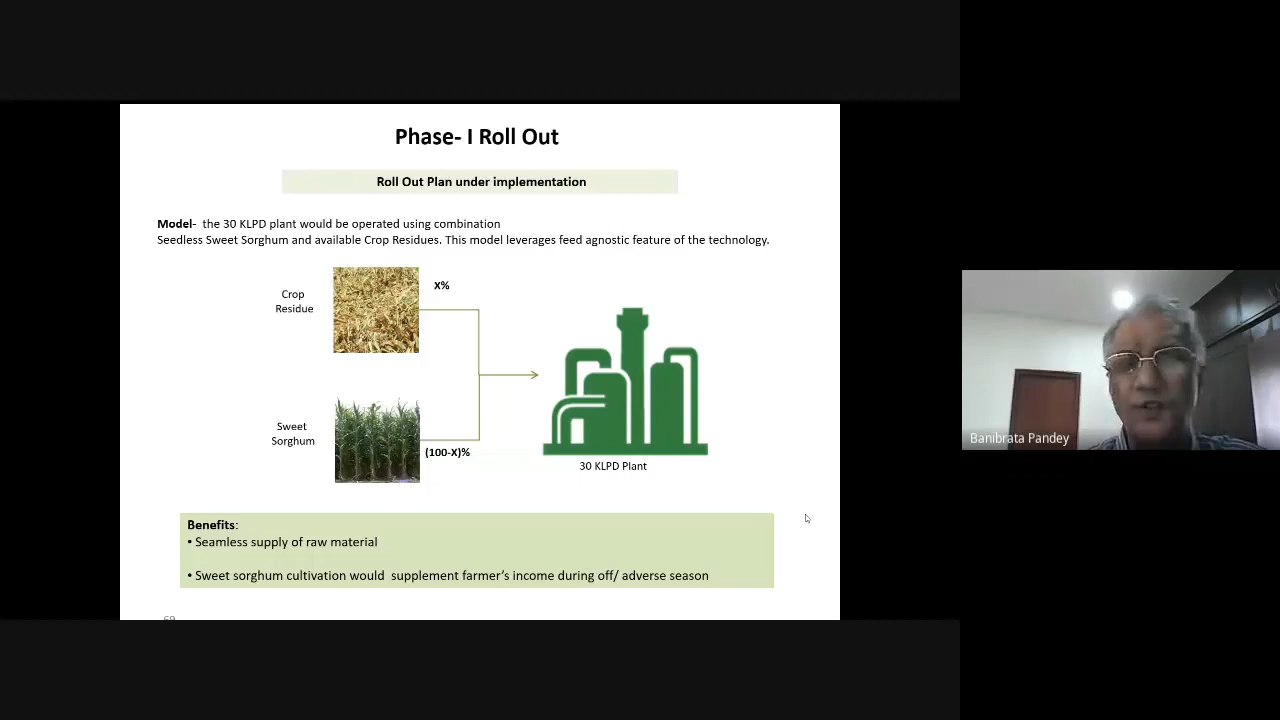 Phase- I Roll Out
Roll Out Plan under implementation
Model- the 30 KLPD plant would be operated using combination
Seedless Sweet Sorghum and available Crop Residues. This model leverages feed agnostic feature of the technology.
Crop
Residue
X%
Sweet
Sorghum
(100-X)%
30 KLPD Plant
Benefits:
• Seamless supply of raw material
• Sweet sorghum cultivation would supplement farmer's income during off/ adverse season
Banibrata Pandey